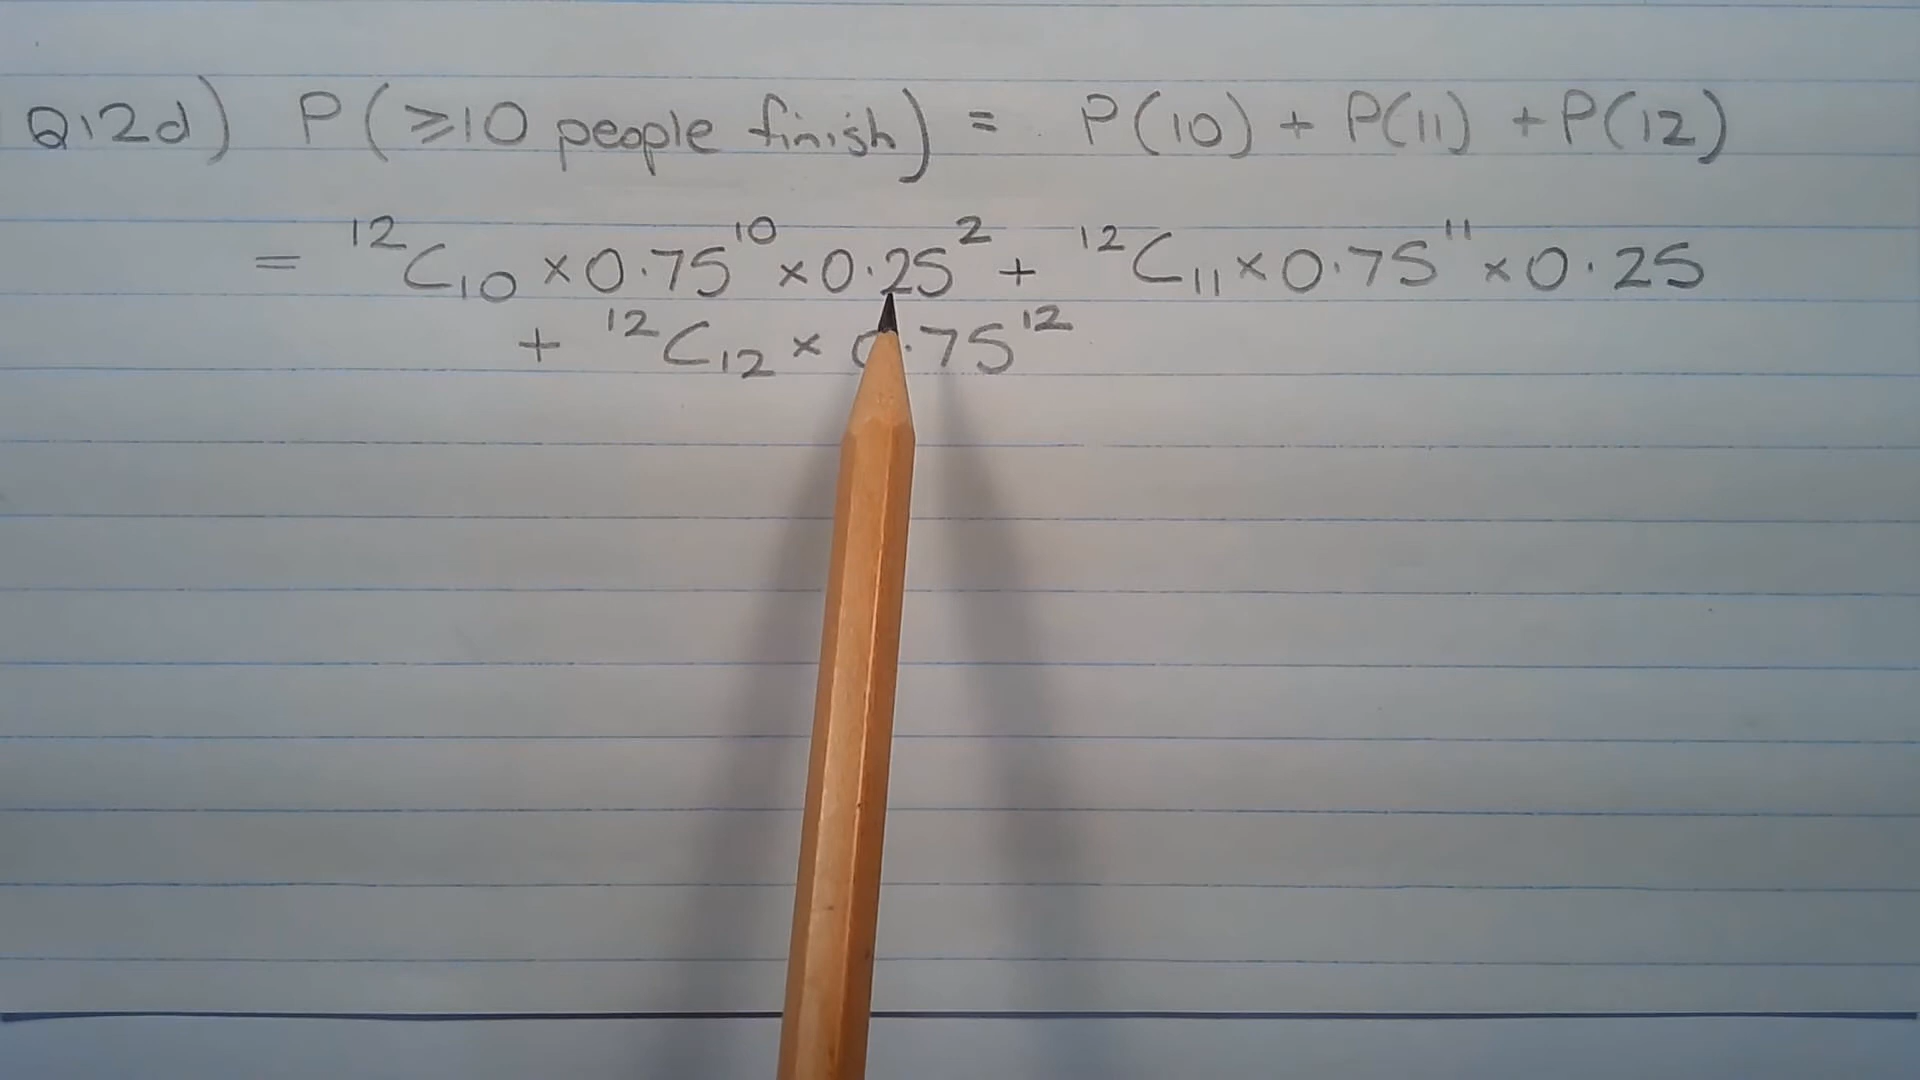 Q12d) P(≥10 people finish) = P(10) + P(11) + P(12)
= ¹²C₁₀ × 0.75¹⁰ × 0.25² + ¹²C₁₁ × 0.75¹¹ × 0.25
+ ¹²C₁₂ × 0.75¹²